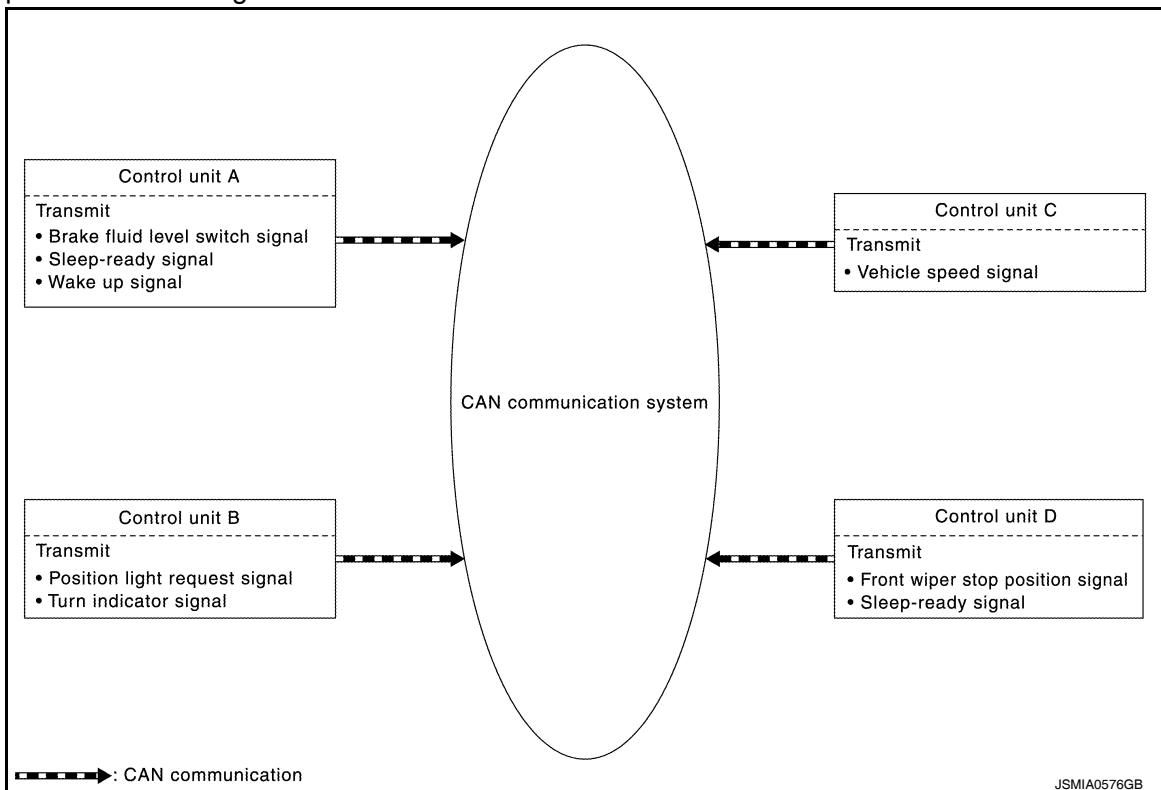 Control unit A
Transmit
• Brake fluid level switch signal
• Sleep-ready signal
• Wake up signal
Control unit C
Transmit
• Vehicle speed signal
CAN communication system
Control unit B
Transmit
• Position light request signal
• Turn indicator signal
Control unit D
Transmit
• Front wiper stop position signal
• Sleep-ready signal
: CAN communication
JSMIA0576GB